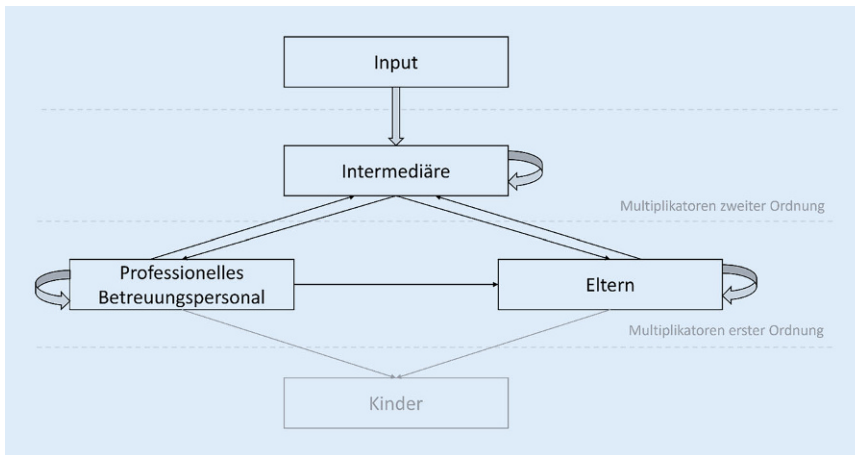 Input
Intermediäre
Multiplikatoren zweiter Ordnung
Professionelles
Betreuungspersonal
Eltern
Multiplikatoren erster Ordnung
Kinder